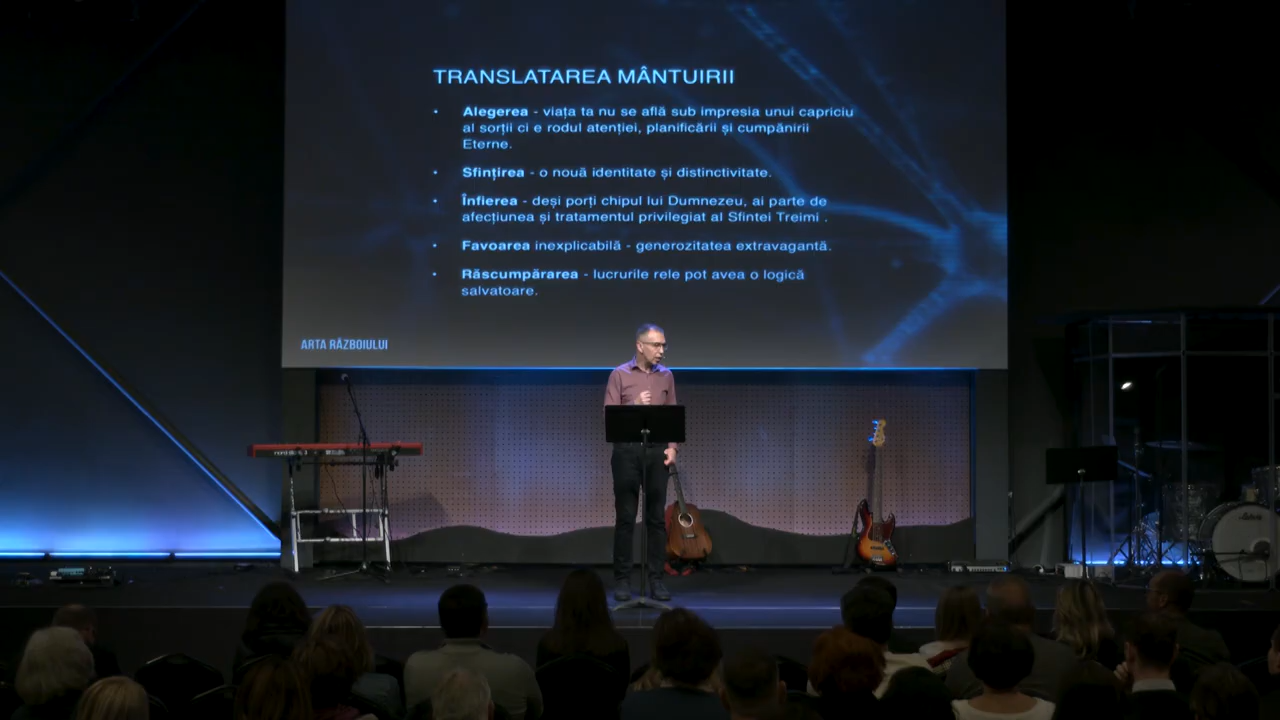 TRANSLATAREA MÂNTUIRII
• Alegerea - viața ta nu se află sub impresia unui capriciu
al sorții ci e rodul atenției, planificării și cumpănirii
Eterne.
• Sfințirea - o nouă identitate și distinctivitate.
• Înfierea - deși porți chipul lui Dumnezeu, ai parte de
afecțiunea și tratamentul privilegiat al Sfintei Treimi .
• Favoarea inexplicabilă - generozitatea extravagantă.
• Răscumpărarea - lucrurile rele pot avea o logică
salvatoare.
ARTA RĂZBOIULUI